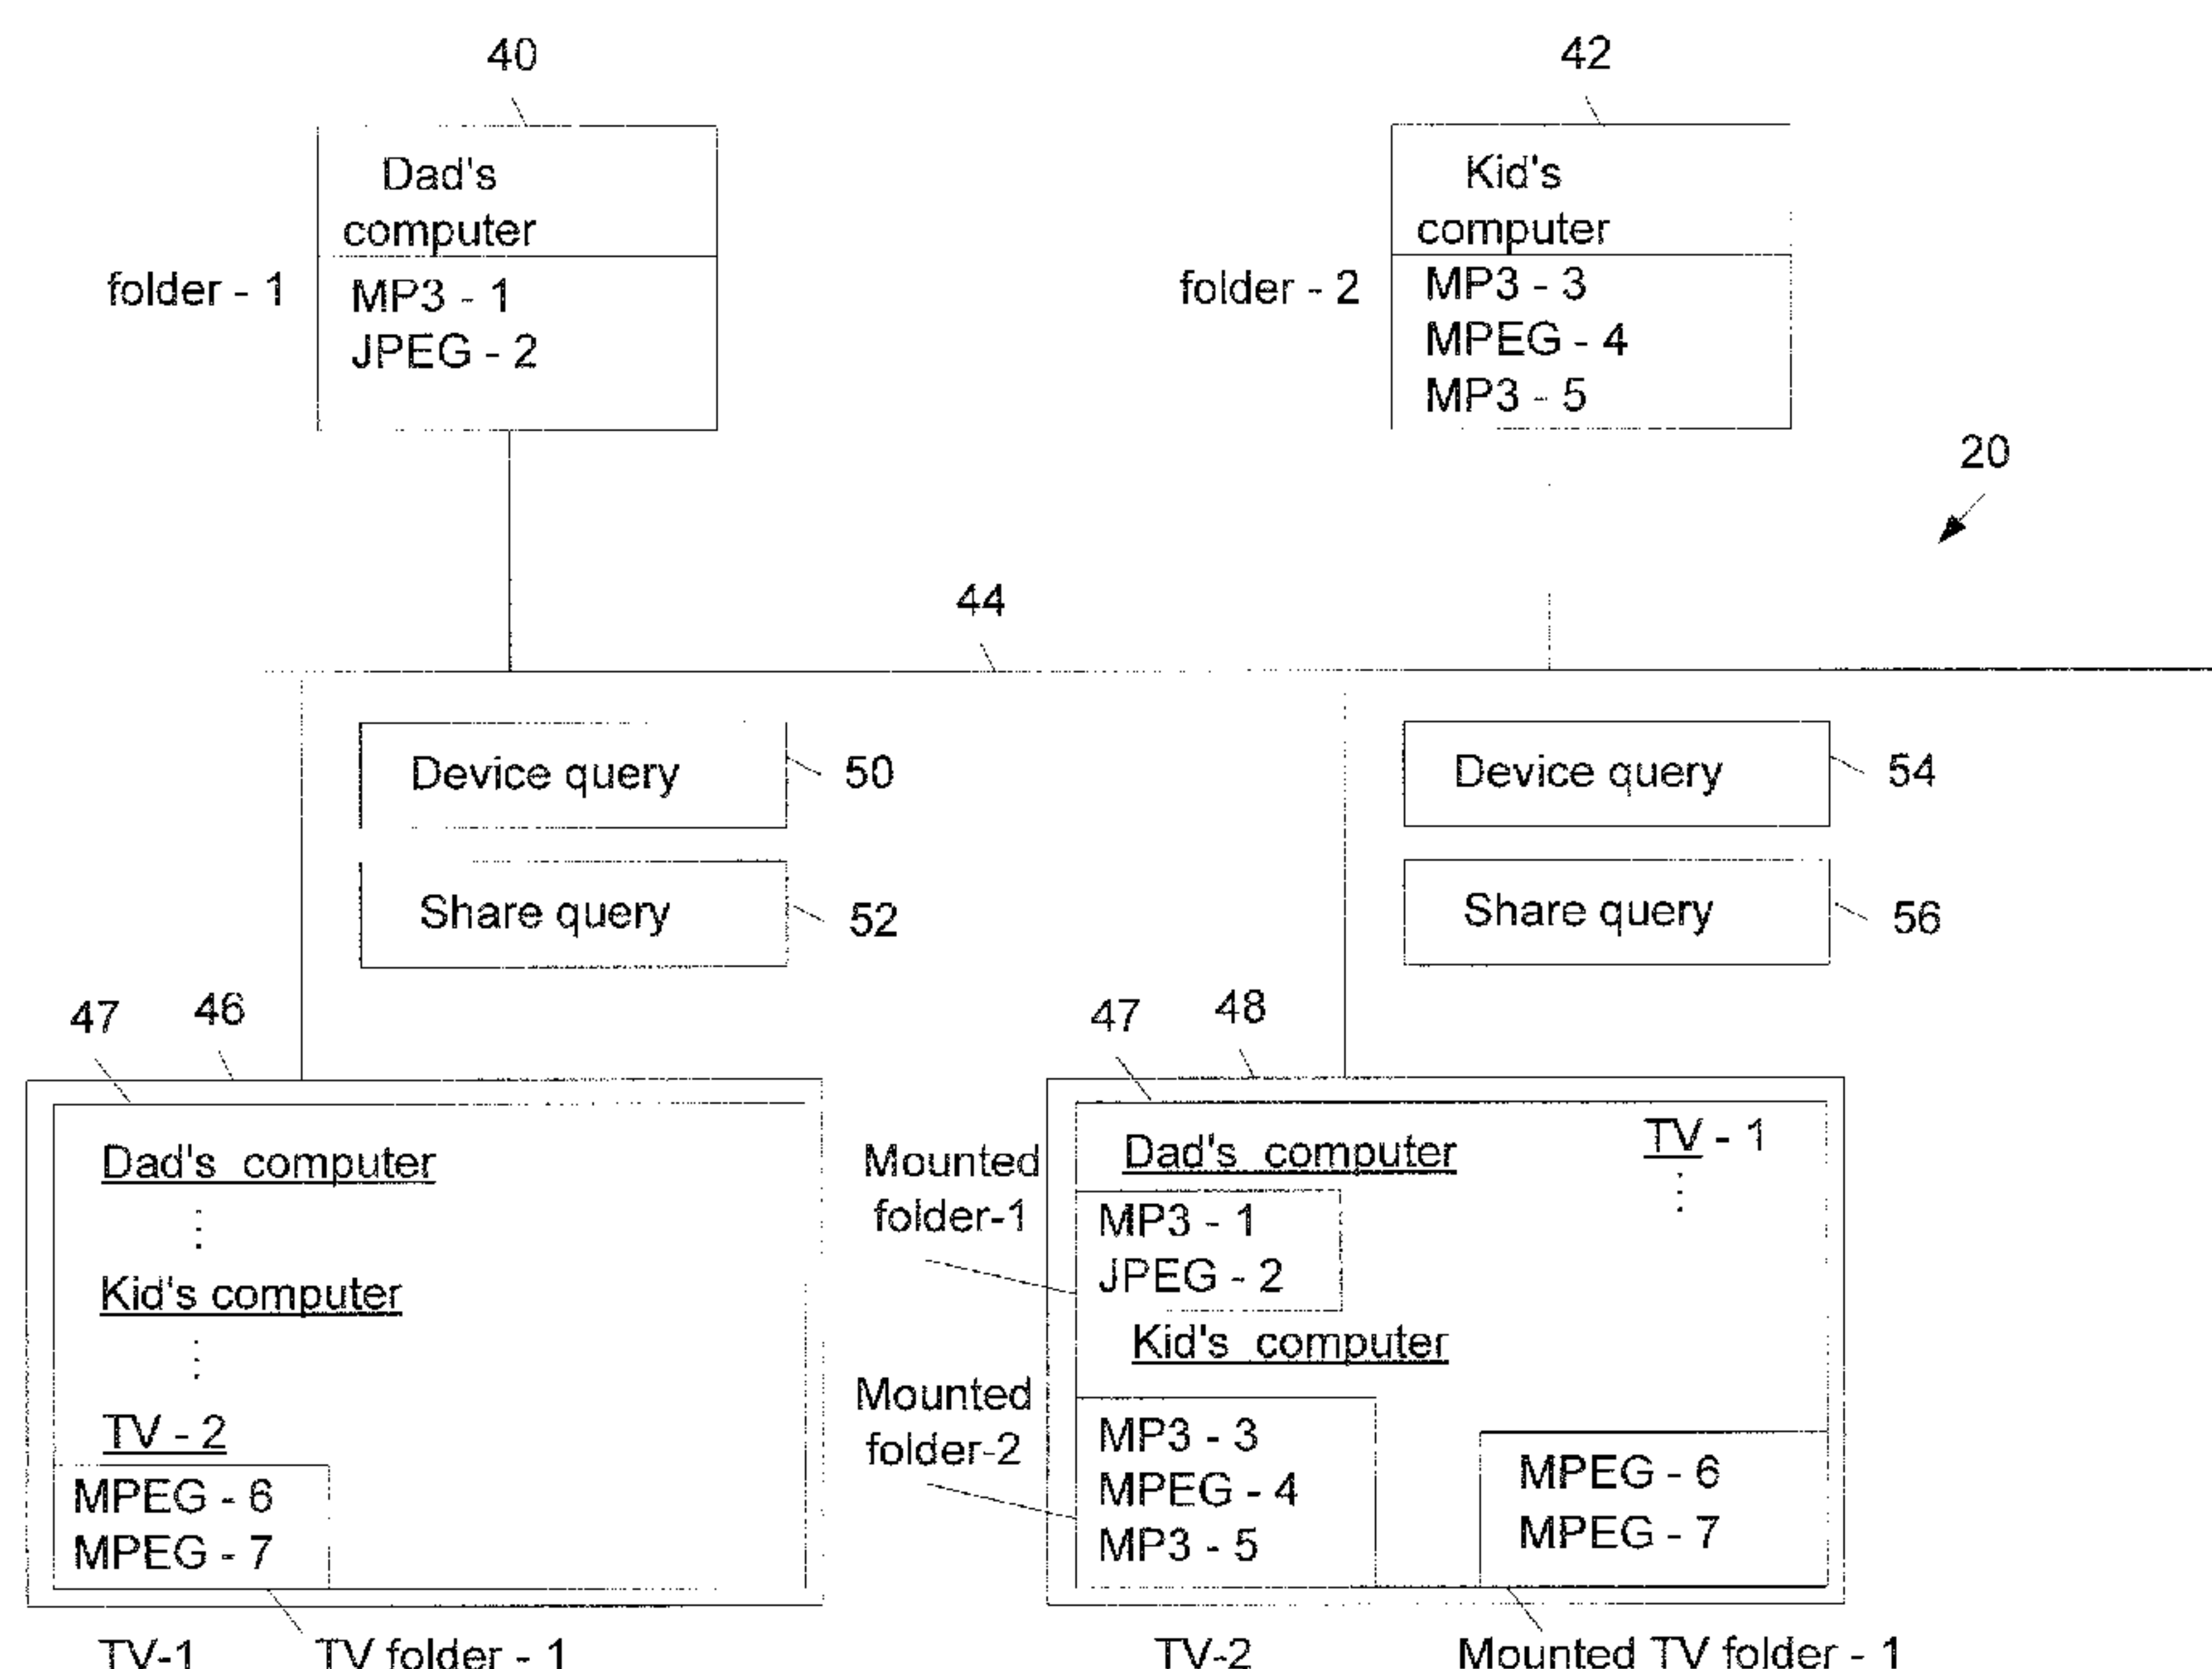 40
42
Dad's
computer
Kid's
computer
folder - 1
MP3 - 1
JPEG - 2
folder - 2
MP3 - 3
MPEG - 4
MP3 - 5
20
44
Device query
50
Device query
54
Share query
52
Share query
56
47
46
47
48
Dad's computer
Kid's computer
TV - 2
MPEG - 6
MPEG - 7
TV-1
TV folder - 1
Mounted
folder-1
Dad's computer
TV - 1
MP3 - 1
JPEG - 2
Kid's computer
Mounted
folder-2
MP3 - 3
MPEG - 4
MP3 - 5
MPEG - 6
MPEG - 7
TV-2
Mounted TV folder - 1